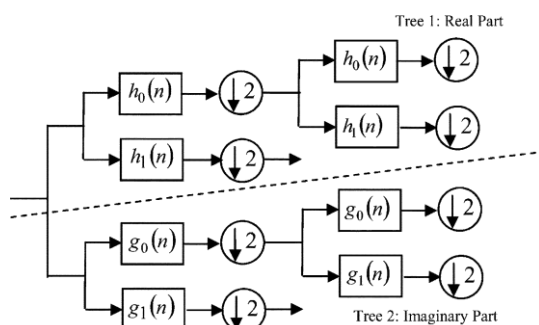 Tree 1: Real Part
h₀(n) ↓2 h₀(n) ↓2
h₁(n) ↓2 h₁(n) ↓2
g₀(n) ↓2 g₀(n) ↓2
g₁(n) ↓2 g₁(n) ↓2
Tree 2: Imaginary Part